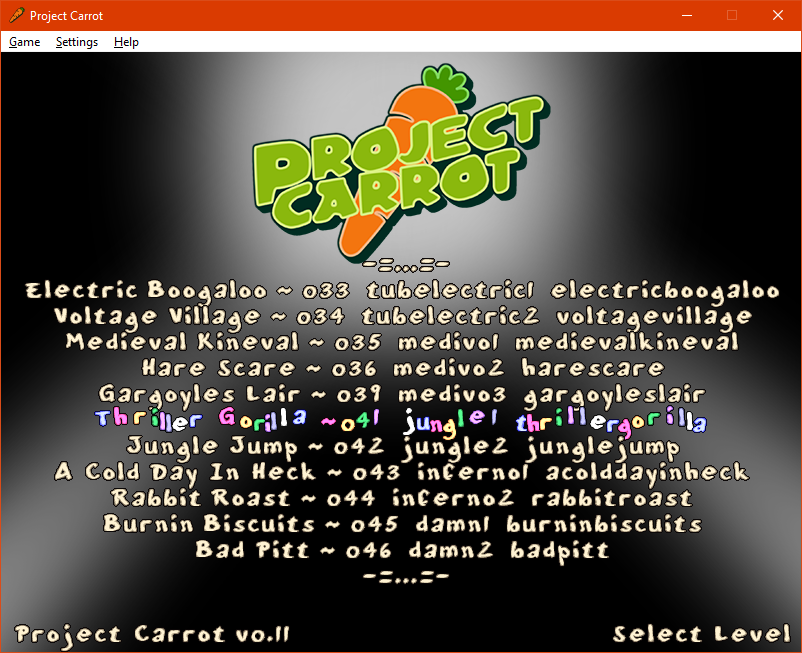 Project Carrot
Game Settings Help
PROJECT
CARROT
-=...=-
Electric Boogaloo ~ 033 tubelectric1 electricboogaloo
Voltage Village ~ 034 tubelectric2 voltagevillage
Medieval Kineval ~ 035 medivo1 medievalkineval
Hare Scare ~ 036 medivo2 harescare
Gargoyles Lair ~ 039 medivo3 gargoyleslair
Thriller Gorilla ~041 jungle1 thrillergorilla
Jungle Jump ~ 042 jungle2 junglejump
A Cold Day In Heck ~ 043 inferno1 acolddayinheck
Rabbit Roast ~ 044 inferno2 rabbitroast
Burnin Biscuits ~ 045 damn1 burninbiscuits
Bad Pitt ~ 046 damn2 badpitt
-=...=-
Project Carrot v0.11
Select Level